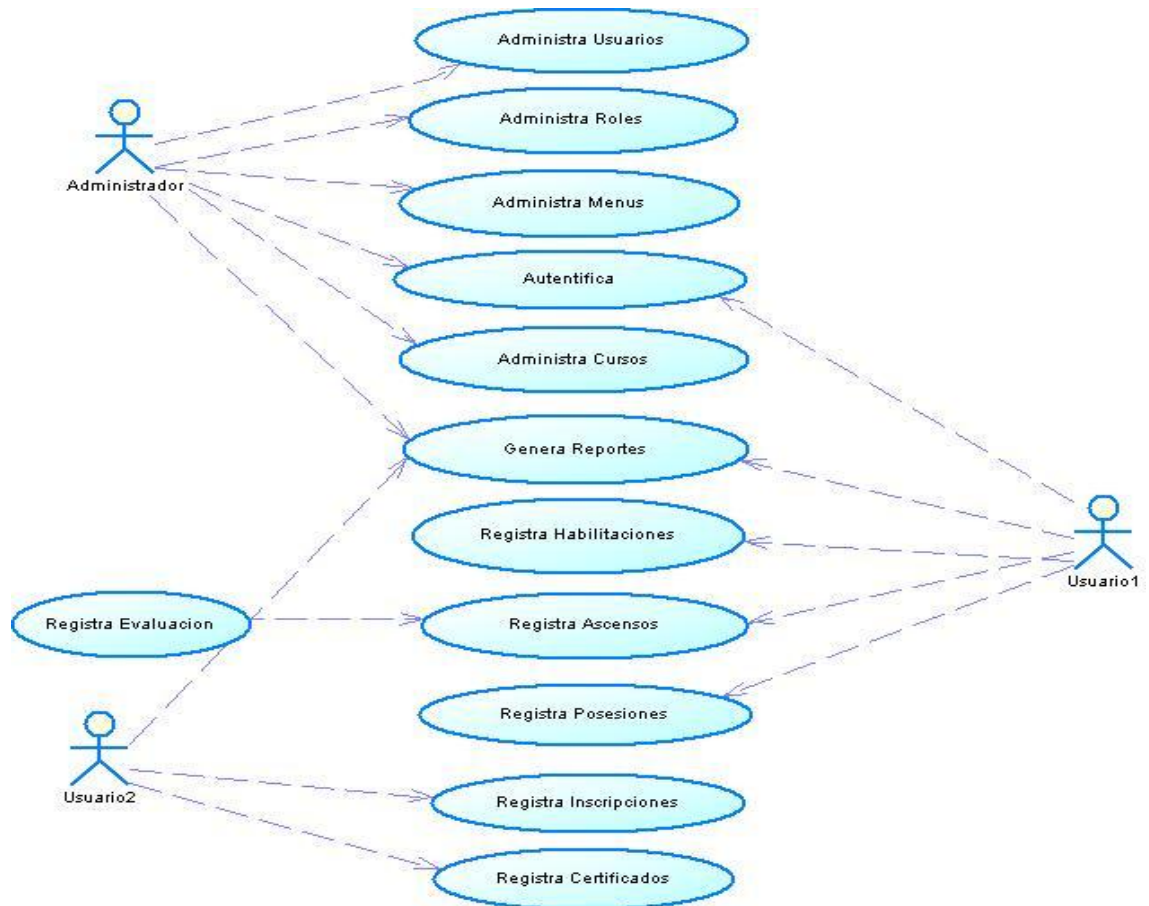 Administra Usuarios
Administra Roles
Administrador
Administra Menus
Autentifica
Administra Cursos
Genera Reportes
Registra Habilitaciones
Usuario1
Registra Evaluacion
Registra Ascensos
Registra Posesiones
Usuario2
Registra Inscripciones
Registra Certificados